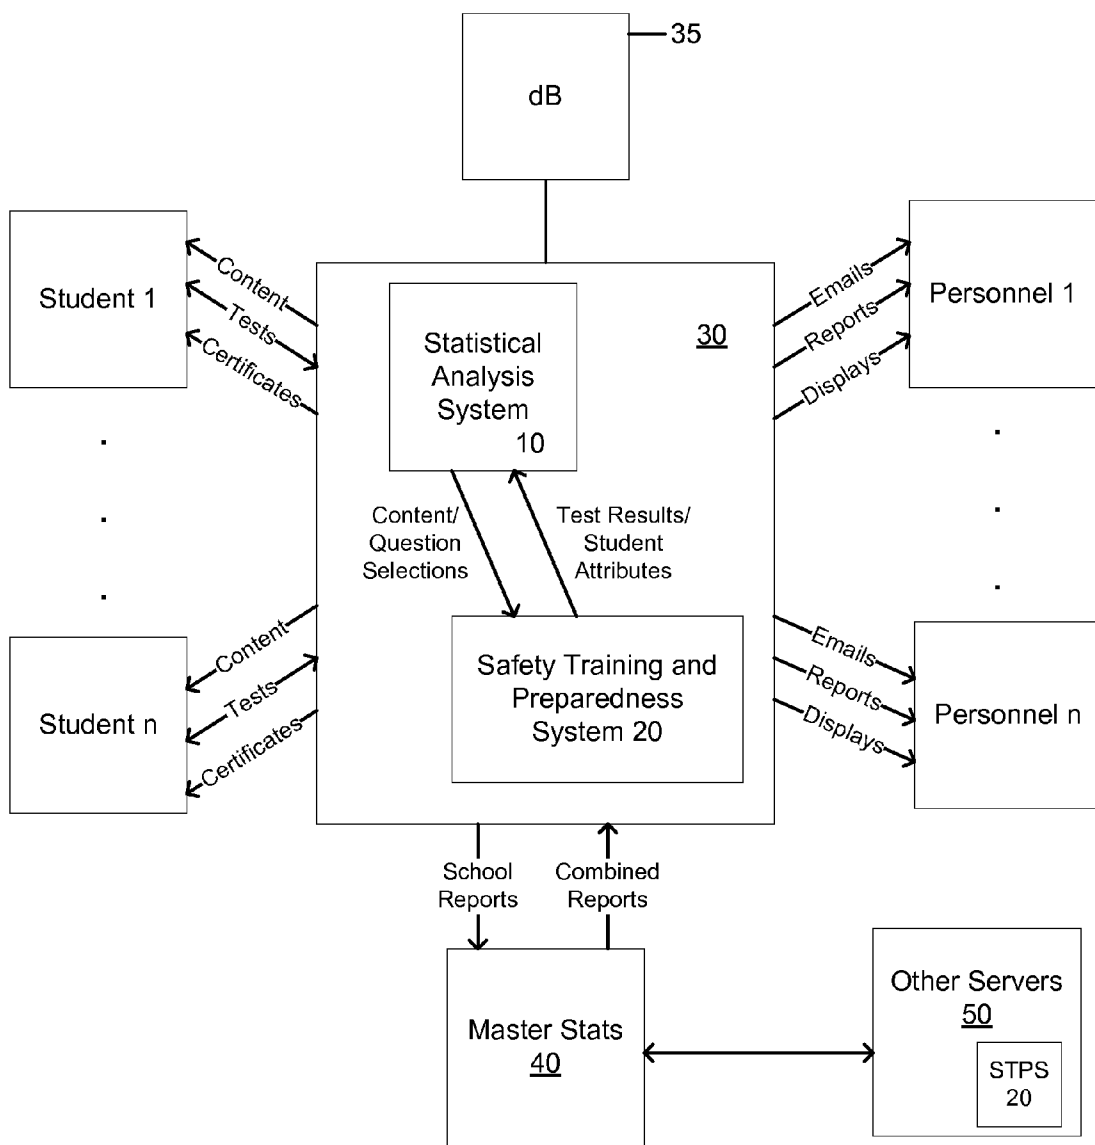 35
dB
Student 1
Content
Tests
Certificates
Statistical
Analysis
System
10
30
Emails
Reports
Displays
Personnel 1
Content/
Question
Selections
Test Results/
Student
Attributes
Student n
Content
Tests
Certificates
Safety Training and
Preparedness
System 20
Emails
Reports
Displays
Personnel n
School
Reports
Combined
Reports
Master Stats
40
Other Servers
50
STPS
20